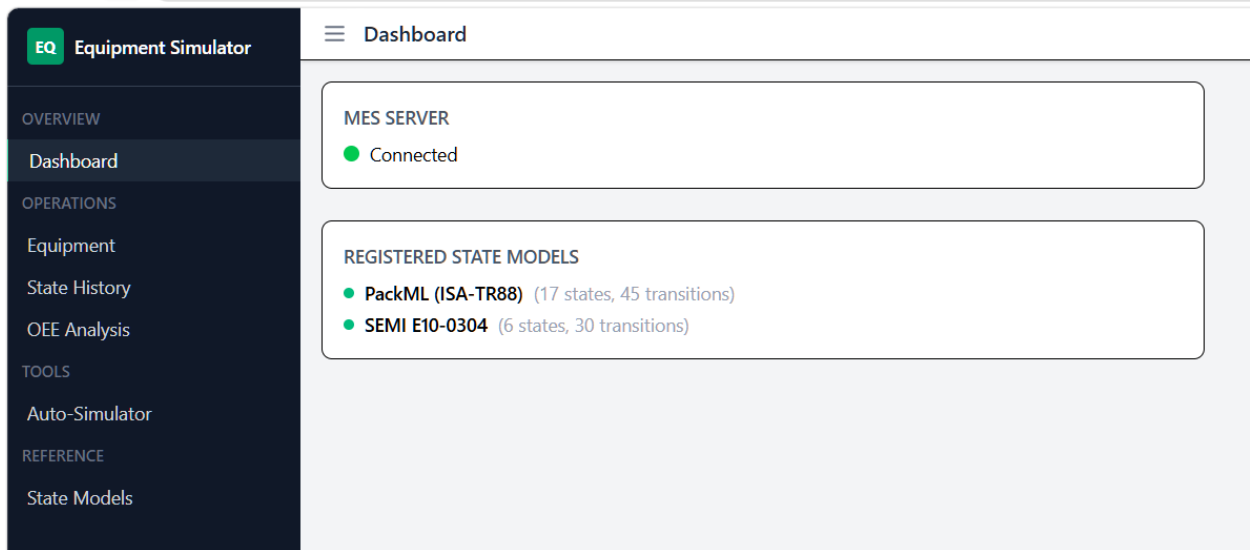 EQ Equipment Simulator
OVERVIEW
Dashboard
OPERATIONS
Equipment
State History
OEE Analysis
TOOLS
Auto-Simulator
REFERENCE
State Models
Dashboard
MES SERVER
Connected
REGISTERED STATE MODELS
PackML (ISA-TR88) (17 states, 45 transitions)
SEMI E10-0304 (6 states, 30 transitions)